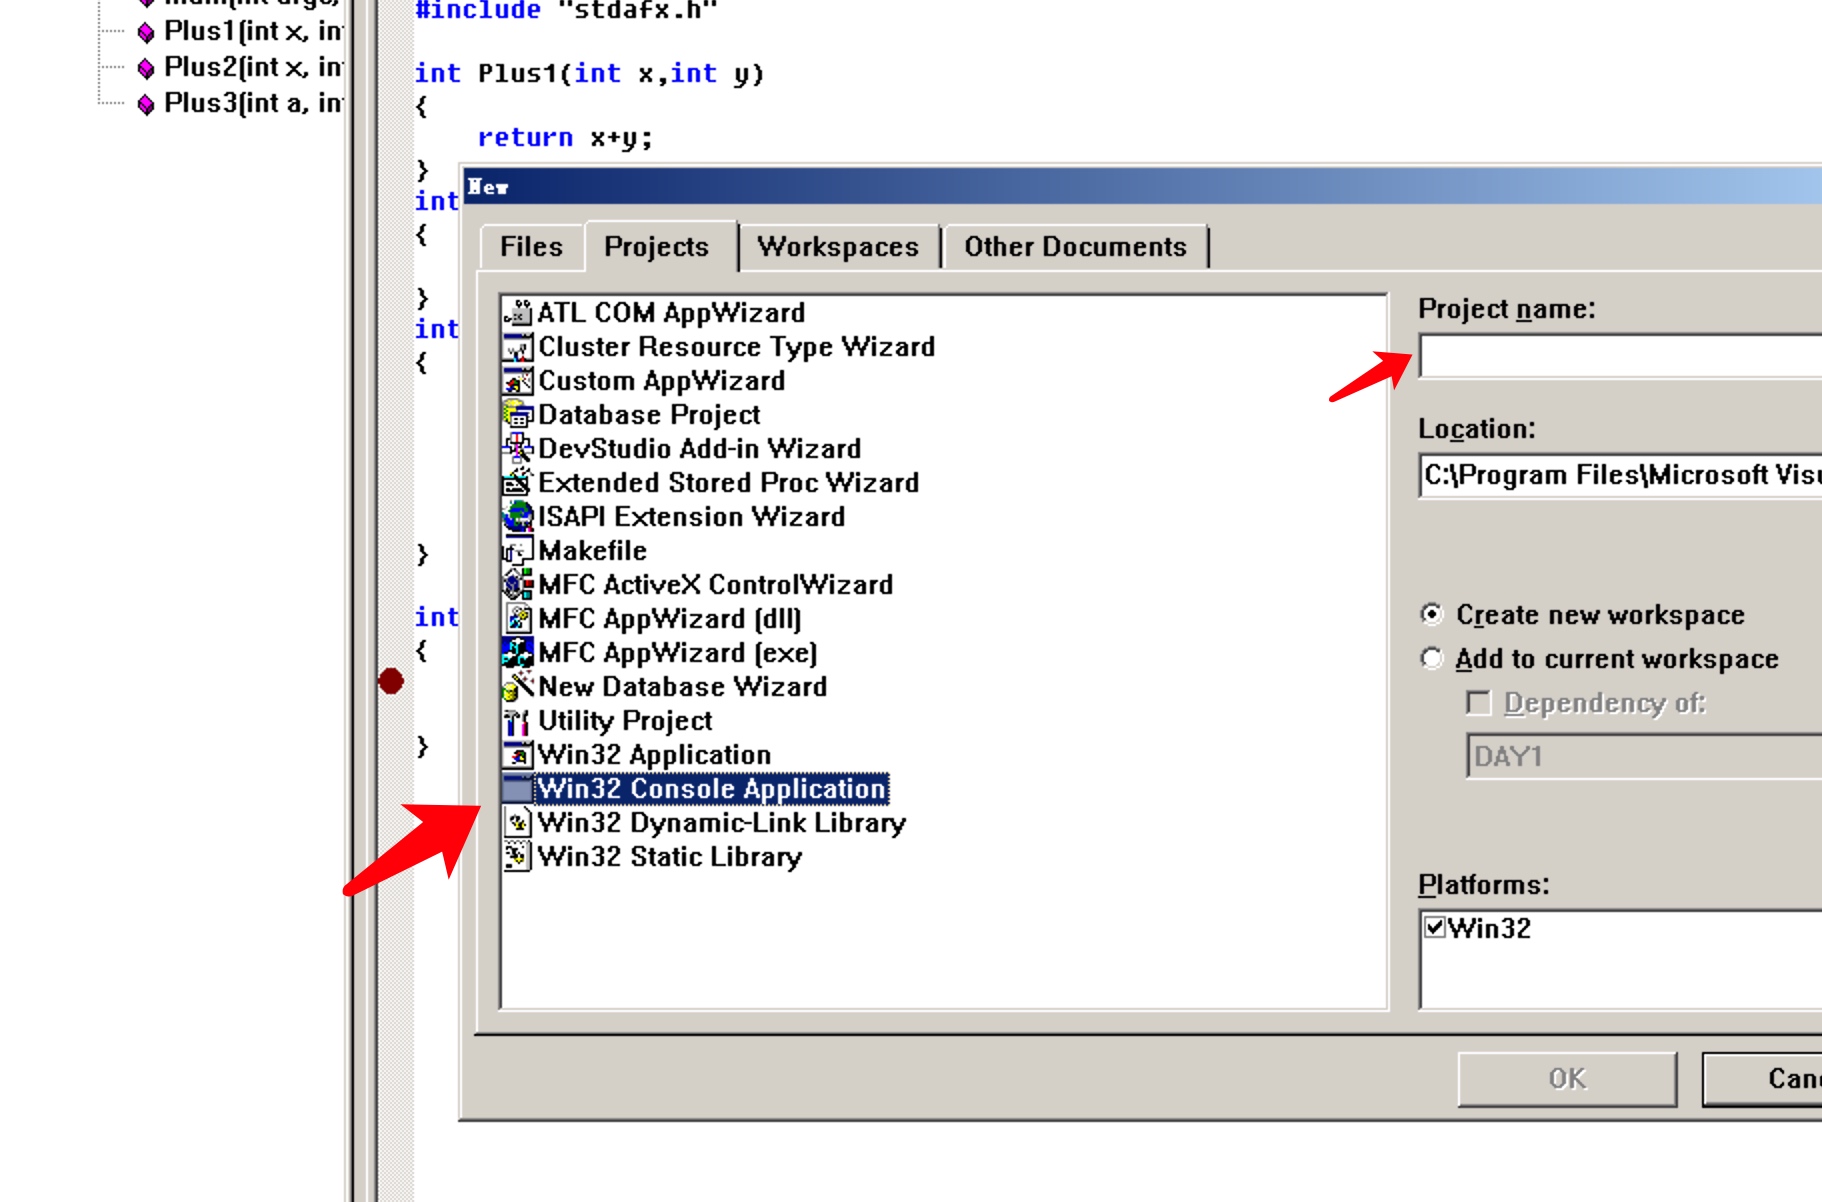 Plus1(int x, in
Plus2(int x, in
Plus3(int a, in
#include "stdafx.h"
int Plus1(int x,int y)
{
return x+y;
}
int
{
}
int
{
}
int
{
}
New
Files
Projects
Workspaces
Other Documents
ATL COM AppWizard
Cluster Resource Type Wizard
Custom AppWizard
Database Project
DevStudio Add-in Wizard
Extended Stored Proc Wizard
ISAPI Extension Wizard
Makefile
MFC ActiveX ControlWizard
MFC AppWizard (dll)
MFC AppWizard (exe)
New Database Wizard
Utility Project
Win32 Application
Win32 Console Application
Win32 Dynamic-Link Library
Win32 Static Library
Project name:
Location:
C:\Program Files\Microsoft Visu
Create new workspace
Add to current workspace
Dependency of:
DAY1
Platforms:
Win32
OK
Canc